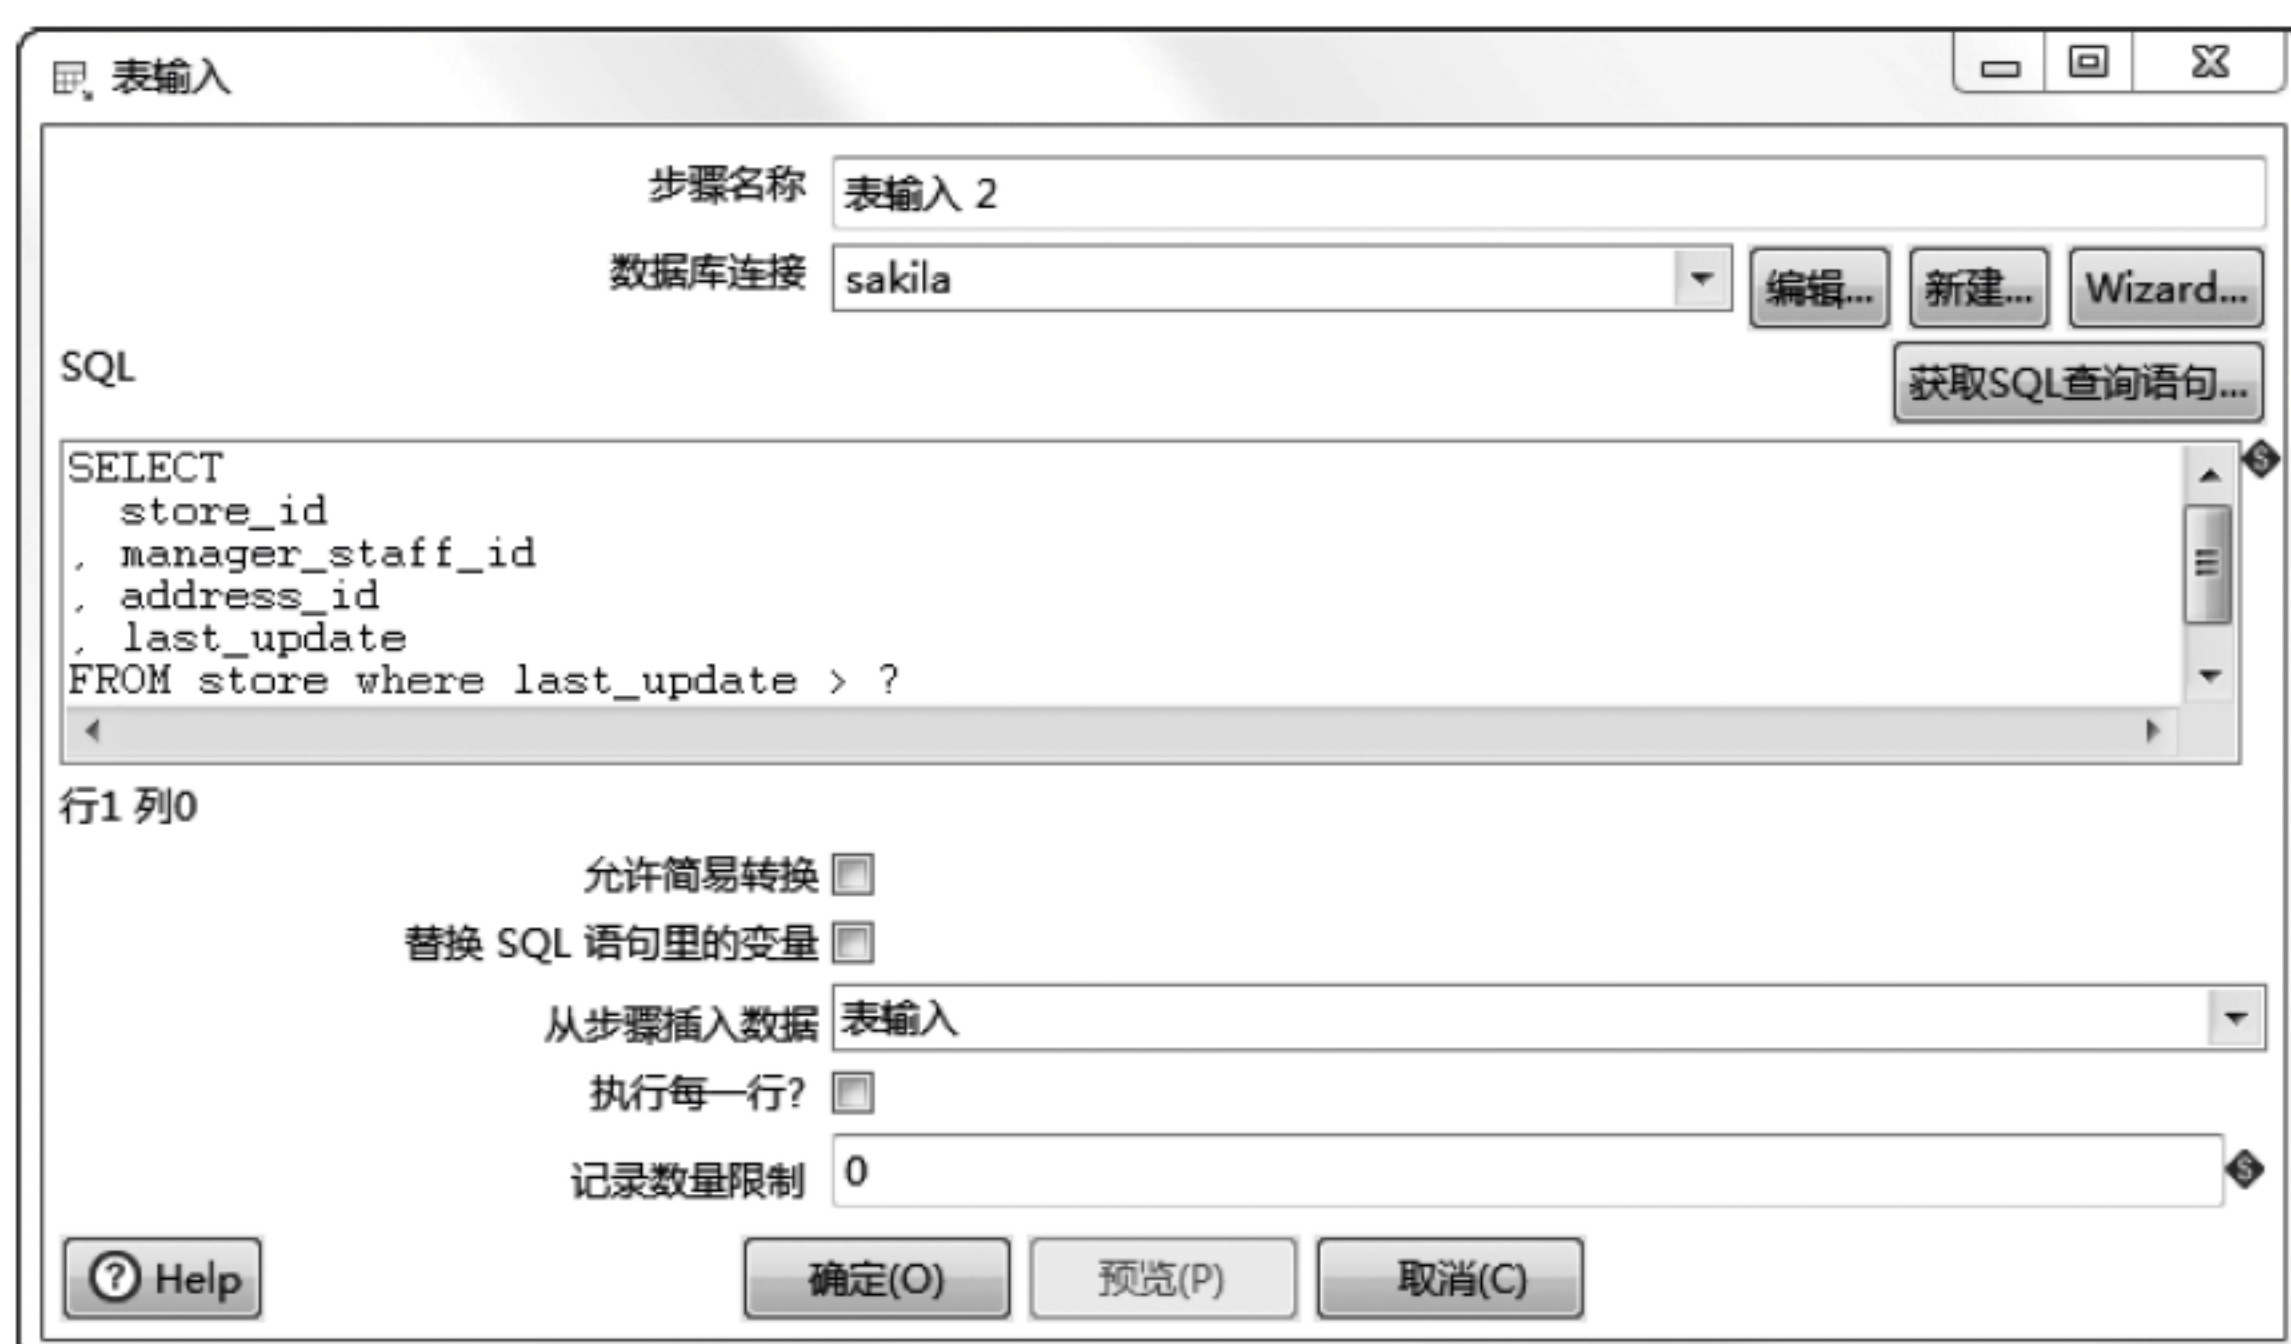 表输入
步骤名称 表输入 2
数据库连接 sakila 编辑... 新建... Wizard...
SQL 获取SQL查询语句...
SELECT
  store_id
, manager_staff_id
, address_id
, last_update
FROM store where last_update > ?
行1 列0
允许简易转换
替换 SQL 语句里的变量
从步骤插入数据 表输入
执行每一行?
记录数量限制 0
Help 确定(O) 预览(P) 取消(C)